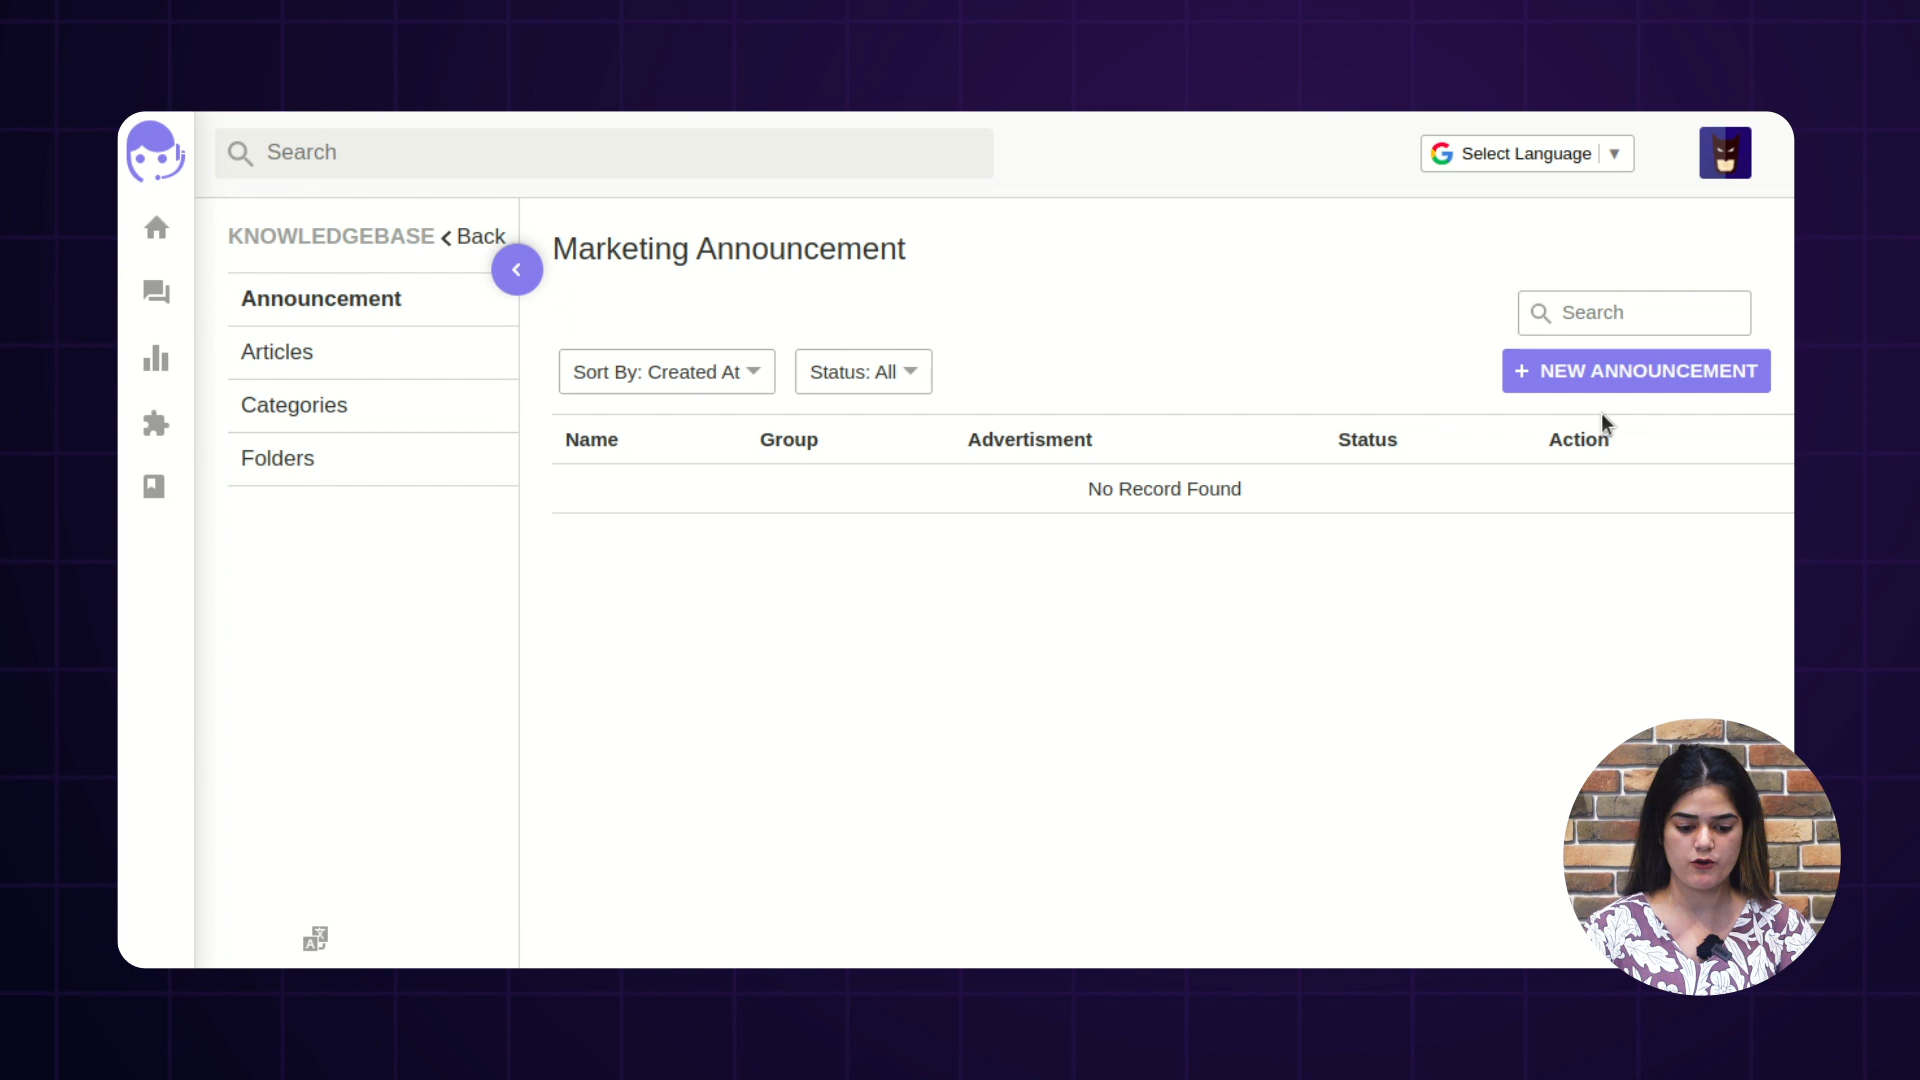 Search
Select Language ▼
KNOWLEDGEBASE Back
Announcement
Articles
Categories
Folders
Marketing Announcement
Search
Sort By: Created At
Status: All
+ NEW ANNOUNCEMENT
Name Group Advertisment Status Action
No Record Found